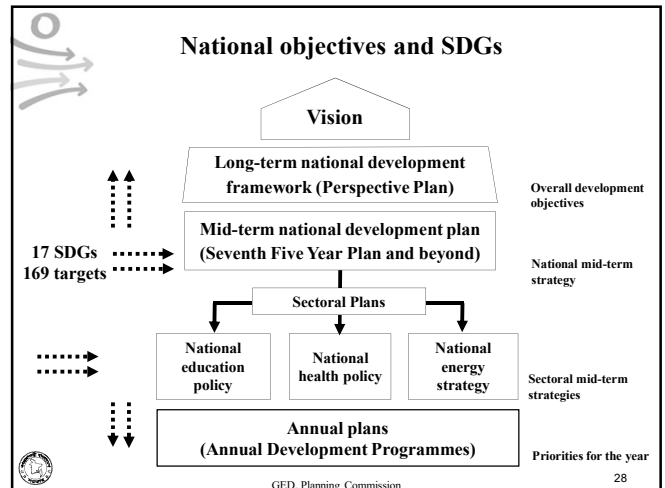 National objectives and SDGs
Vision
Long-term national development
framework (Perspective Plan)
Overall development
objectives
Mid-term national development plan
(Seventh Five Year Plan and beyond)
17 SDGs
169 targets
National mid-term
strategy
Sectoral Plans
National
education
policy
National
health policy
National
energy
strategy
Sectoral mid-term
strategies
Annual plans
(Annual Development Programmes)
Priorities for the year
GED, Planning Commission
28